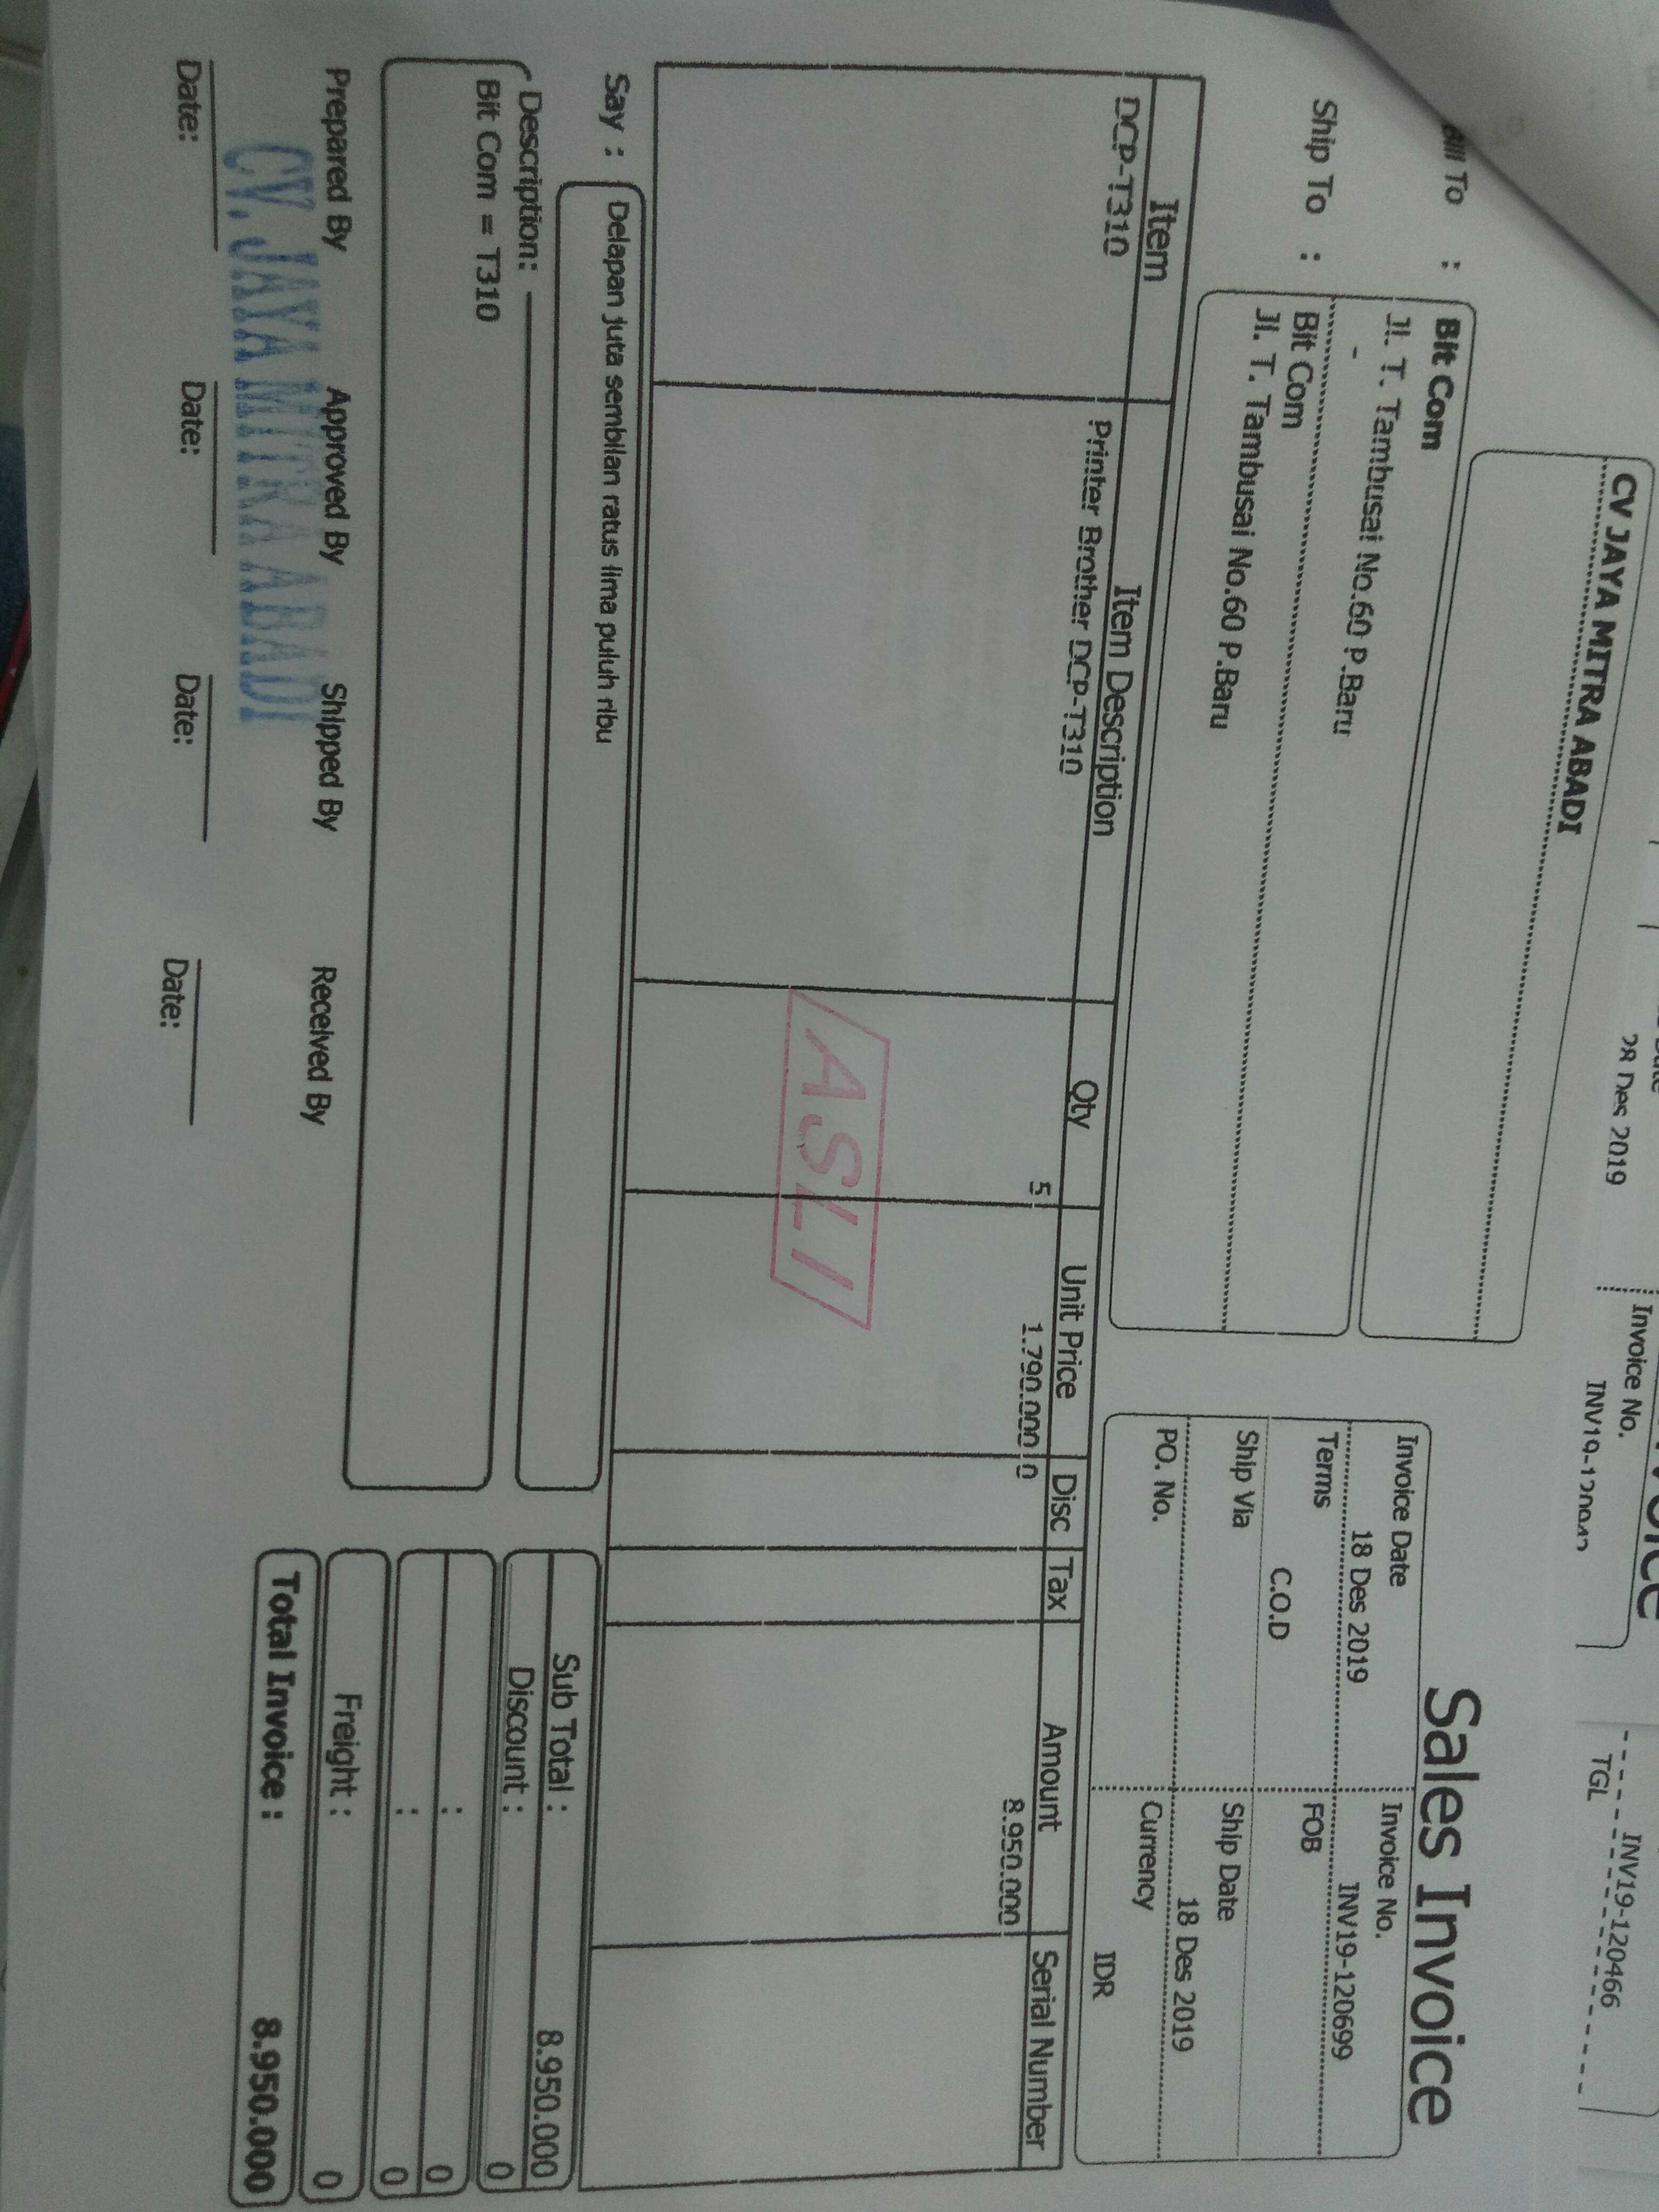 28 Des 2019
Invoice No.
INV19-120466
TGL
CV JAYA MITRA ABADI
Sales Invoice
To :
Bit Com
Jl. T. Tambusai No.60 P.Baru
-
Ship To :
Bit Com
Jl. T. Tambusai No.60 P.Baru
Invoice Date
18 Des 2019
Invoice No.
INV19-120699
Terms
C.O.D
FOB
Ship Via
Ship Date
18 Des 2019
PO. No.
Currency
IDR
Item Item Description Qty Unit Price Disc Tax Amount Serial Number
DCP-T310 Printer Brother DCP-T310 5 1.790.000 0 8.950.000
ASLI
Say : Delapan juta sembilan ratus lima puluh ribu
Sub Total : 8.950.000
Discount : 0
: 0
: 0
Freight : 0
Total Invoice : 8.950.000
Description:
Bit Com = T310
Prepared By Approved By Shipped By Received By
CV. JAYA MITRA ABADI
Date: Date: Date: Date: